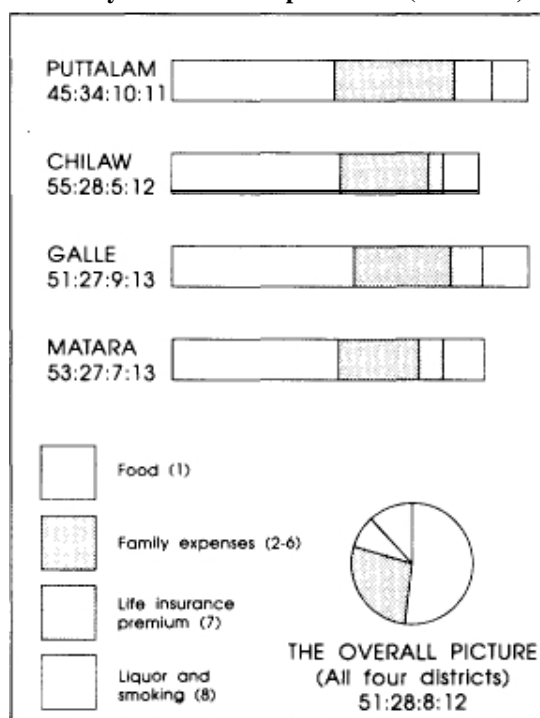 PUTTALAM
45:34:10:11
CHILAW
55:28:5:12
GALLE
51:27:9:13
MATARA
53:27:7:13
Food (1)
Family expenses (2-6)
Life insurance
premium (7)
Liquor and
smoking (8)
THE OVERALL PICTURE
(All four districts)
51:28:8:12